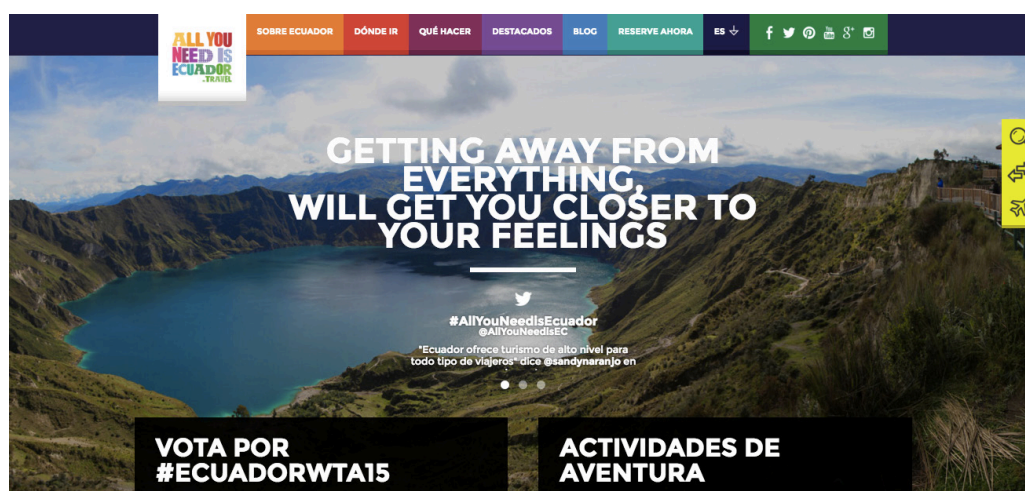 ALL YOU
NEED IS
ECUADOR
.TRAVEL
SOBRE ECUADOR DÓNDE IR QUÉ HACER DESTACADOS BLOG RESERVE AHORA ES
GETTING AWAY FROM
EVERYTHING,
WILL GET YOU CLOSER TO
YOUR FEELINGS
#AllYouNeedIsEcuador
@AllYouNeedIsEC
"Ecuador ofrece turismo de alto nivel para
todo tipo de viajeros" dice @sandynaranjo en
VOTA POR
#ECUADORWTA15
ACTIVIDADES DE
AVENTURA